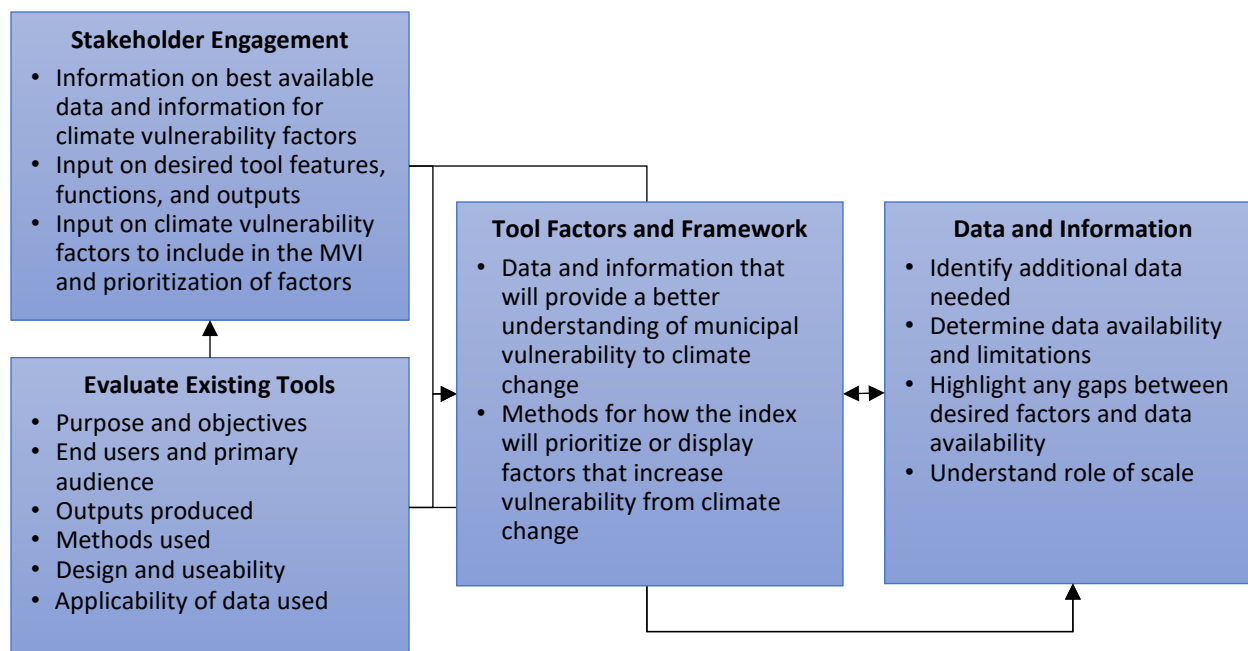 Stakeholder Engagement
• Information on best available
data and information for
climate vulnerability factors
• Input on desired tool features,
functions, and outputs
• Input on climate vulnerability
factors to include in the MVI
and prioritization of factors
Evaluate Existing Tools
• Purpose and objectives
• End users and primary
audience
• Outputs produced
• Methods used
• Design and useability
• Applicability of data used
Tool Factors and Framework
• Data and information that
will provide a better
understanding of municipal
vulnerability to climate
change
• Methods for how the index
will prioritize or display
factors that increase
vulnerability from climate
change
Data and Information
• Identify additional data
needed
• Determine data availability
and limitations
• Highlight any gaps between
desired factors and data
availability
• Understand role of scale